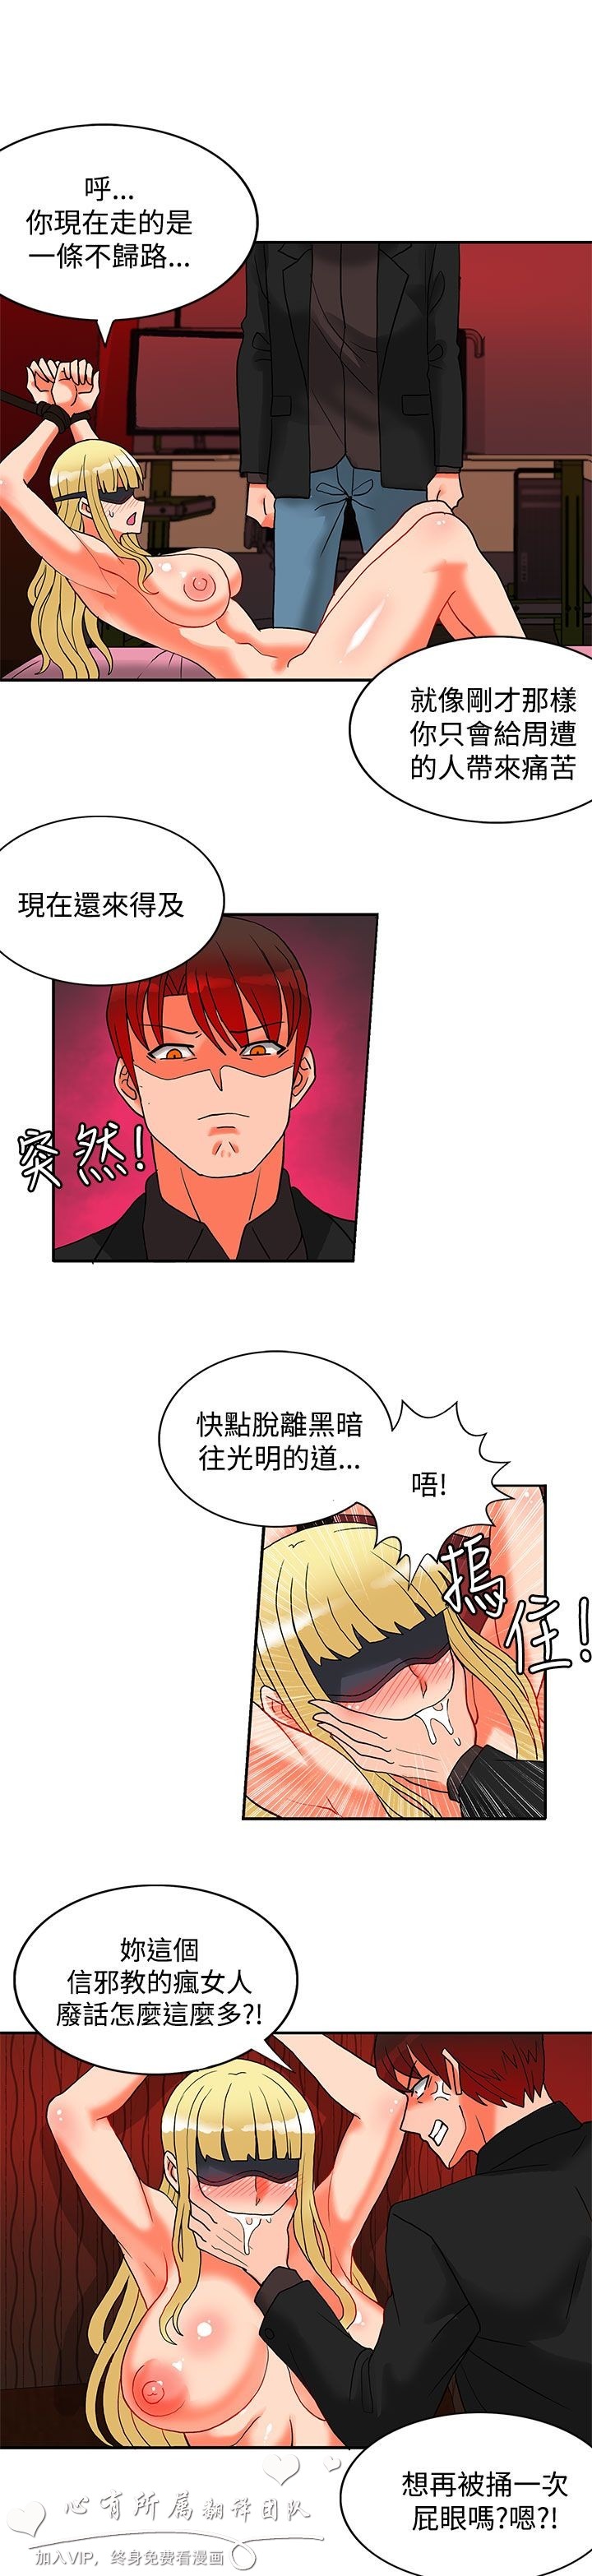 呼...
你現在走的是
一條不歸路...
就像剛才那樣
你只會給周遭
的人帶來痛苦
現在還來得及
突然!
快點脫離黑暗
往光明的道...
唔!
摀住!
妳這個
信邪教的瘋女人
廢話怎麼這麼多?!
想再被捅一次
屁眼嗎?嗯?!
心有所属翻译团队
加入VIP，终身免费看漫画